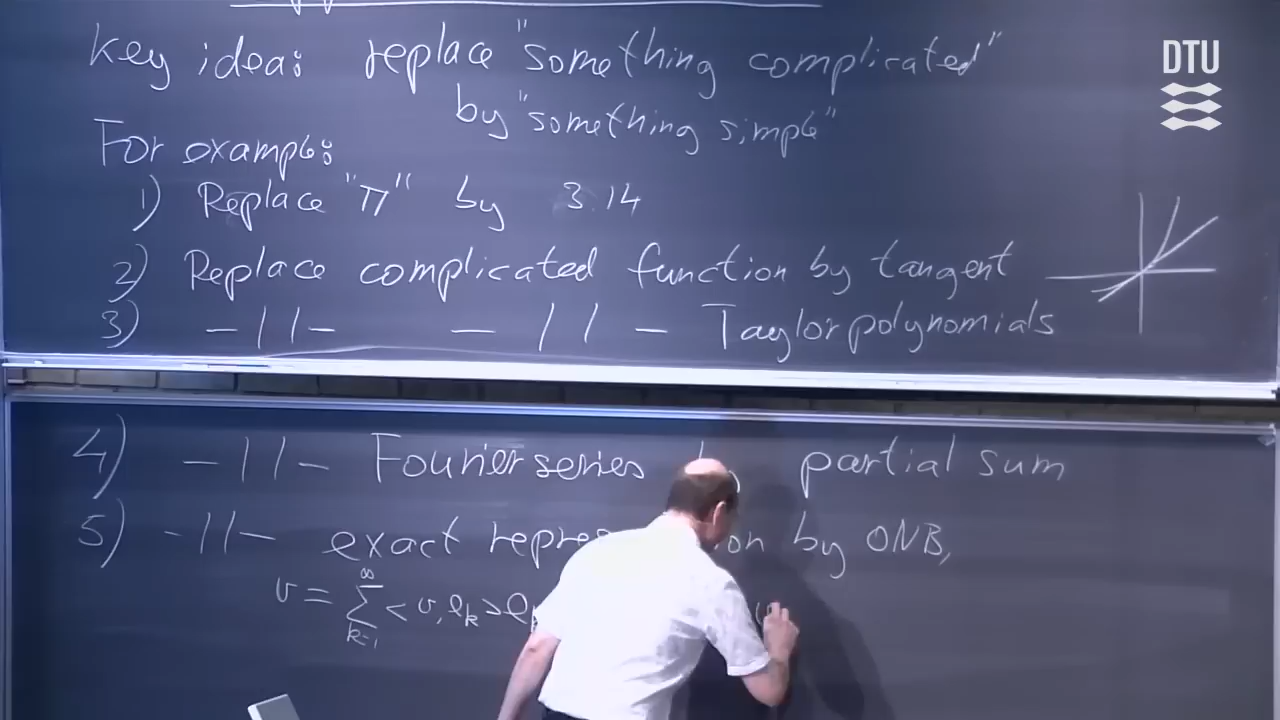 Key idea: replace "something complicated"
by "something simple"
DTU
For example:
1) Replace "π" by 3.14
2) Replace complicated function by tangent
3) -11- -11- Taylor polynomials
4) -11- Fourier series partial sum
5) -11- exact by ONB,
v = ∑_{k=1}^{∞} <v, e_k> e